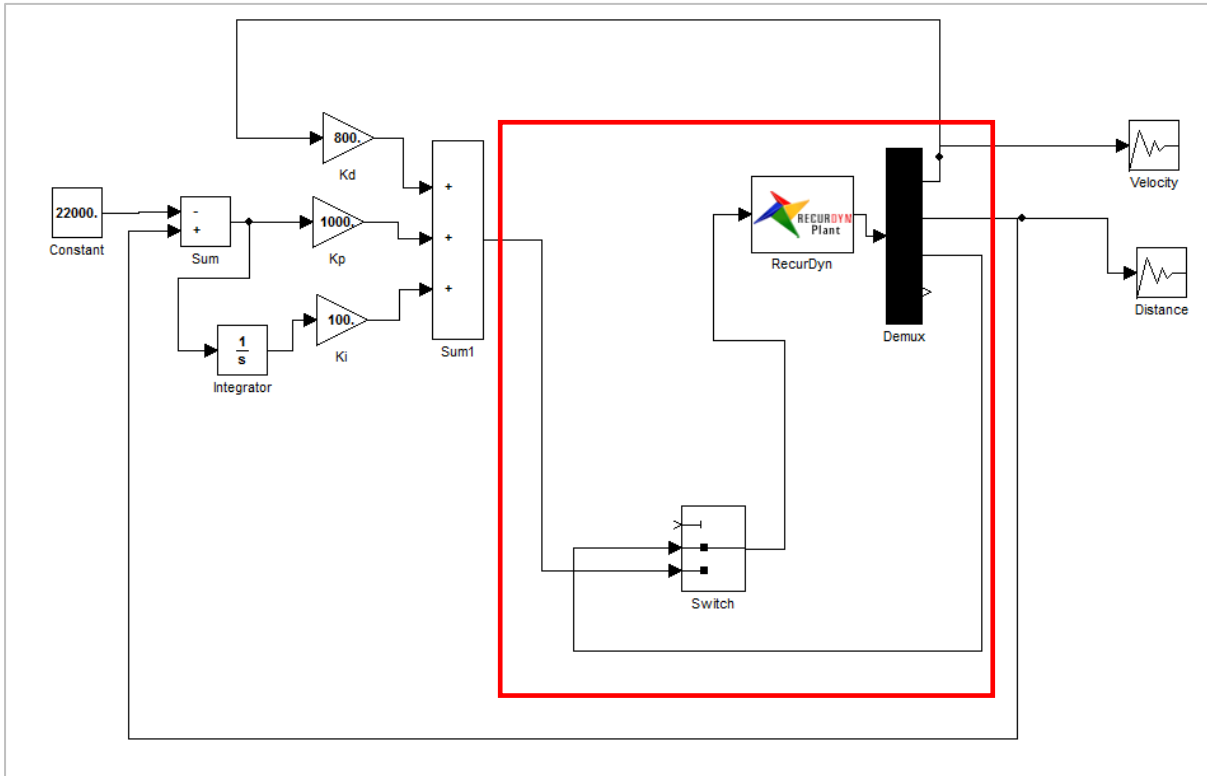 800.
Kd
22000.
Constant
-
+
Sum
1000.
Kp
1
s
Integrator
100.
Ki
+
+
+
Sum1
RECURDYN
Plant
RecurDyn
Demux
Switch
Velocity
Distance